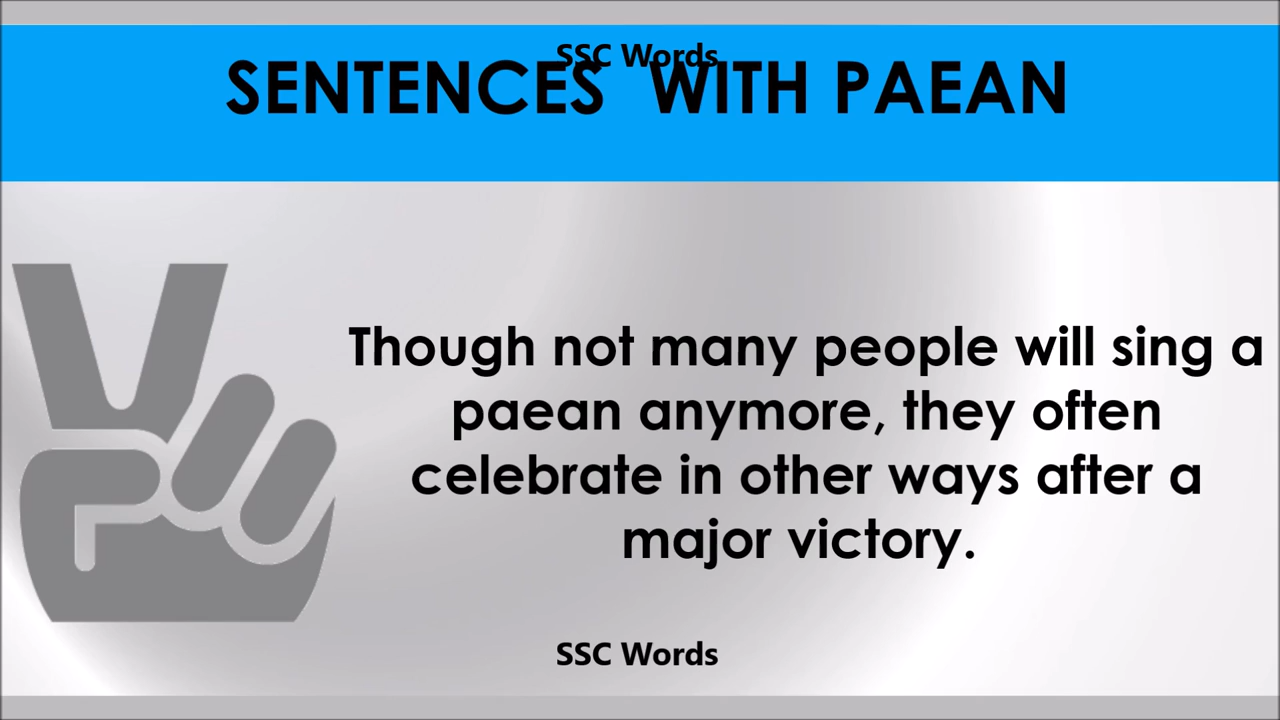 SSC Words
SENTENCES WITH PAEAN
Though not many people will sing a
paean anymore, they often
celebrate in other ways after a
major victory.
SSC Words